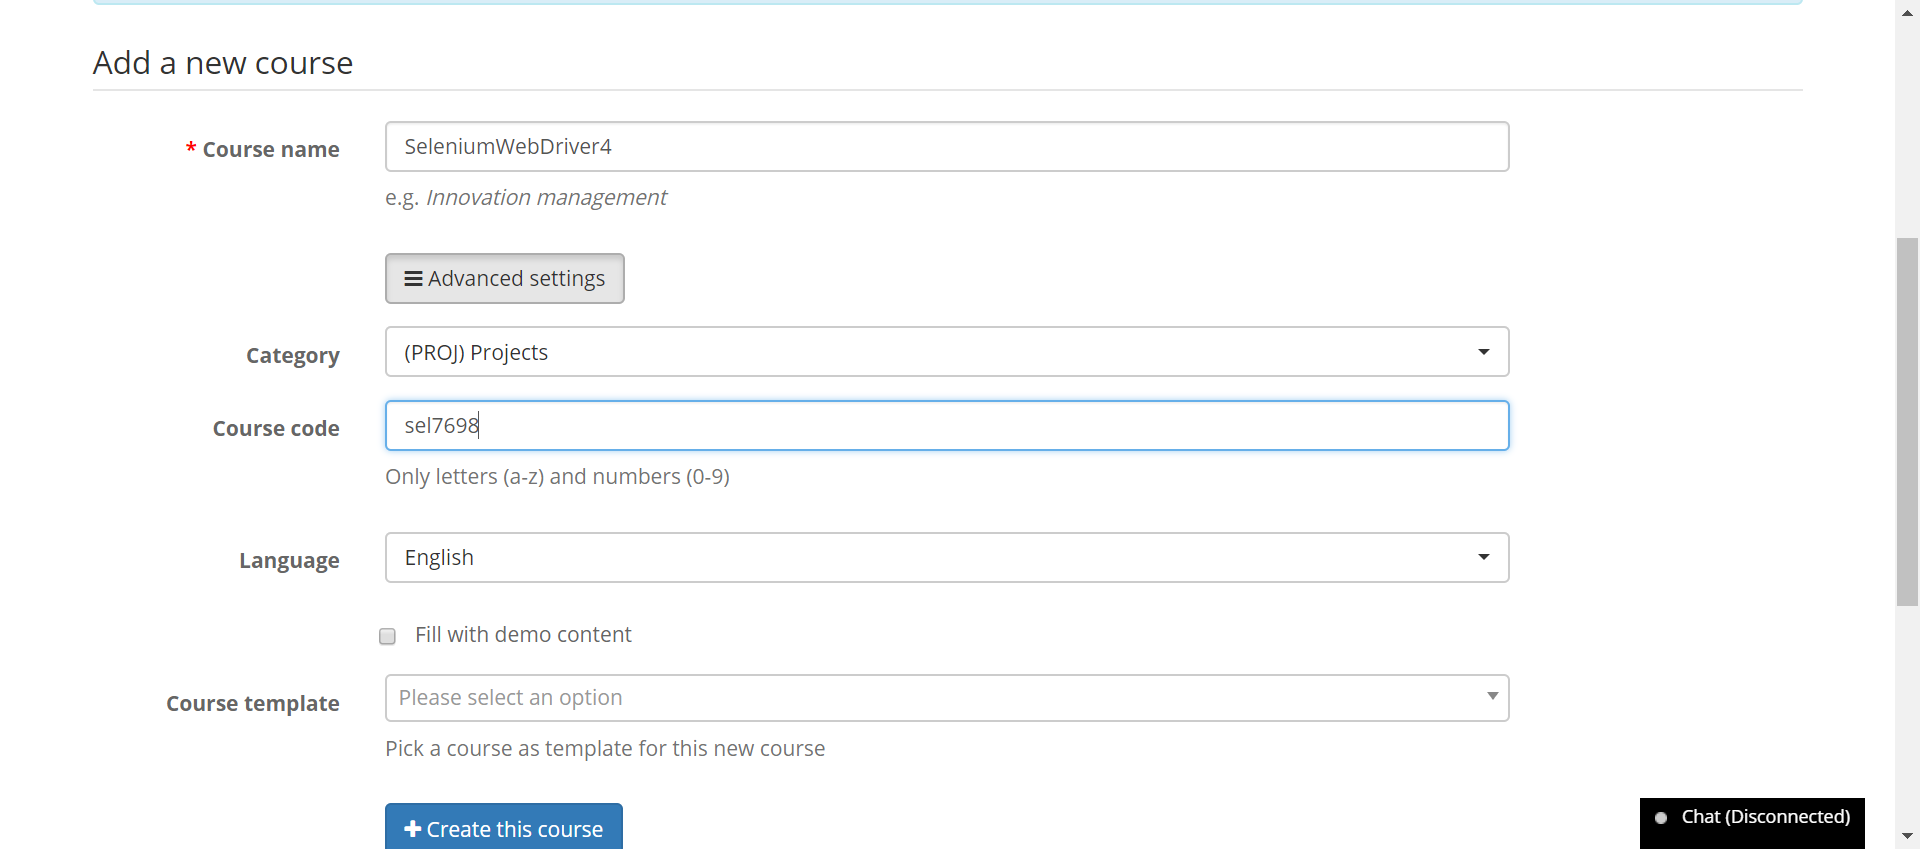 Add a new course
* Course name
SeleniumWebDriver4
e.g. Innovation management
Advanced settings
Category
(PROJ) Projects
Course code
sel7698
Only letters (a-z) and numbers (0-9)
Language
English
Fill with demo content
Course template
Please select an option
Pick a course as template for this new course
Create this course
Chat (Disconnected)